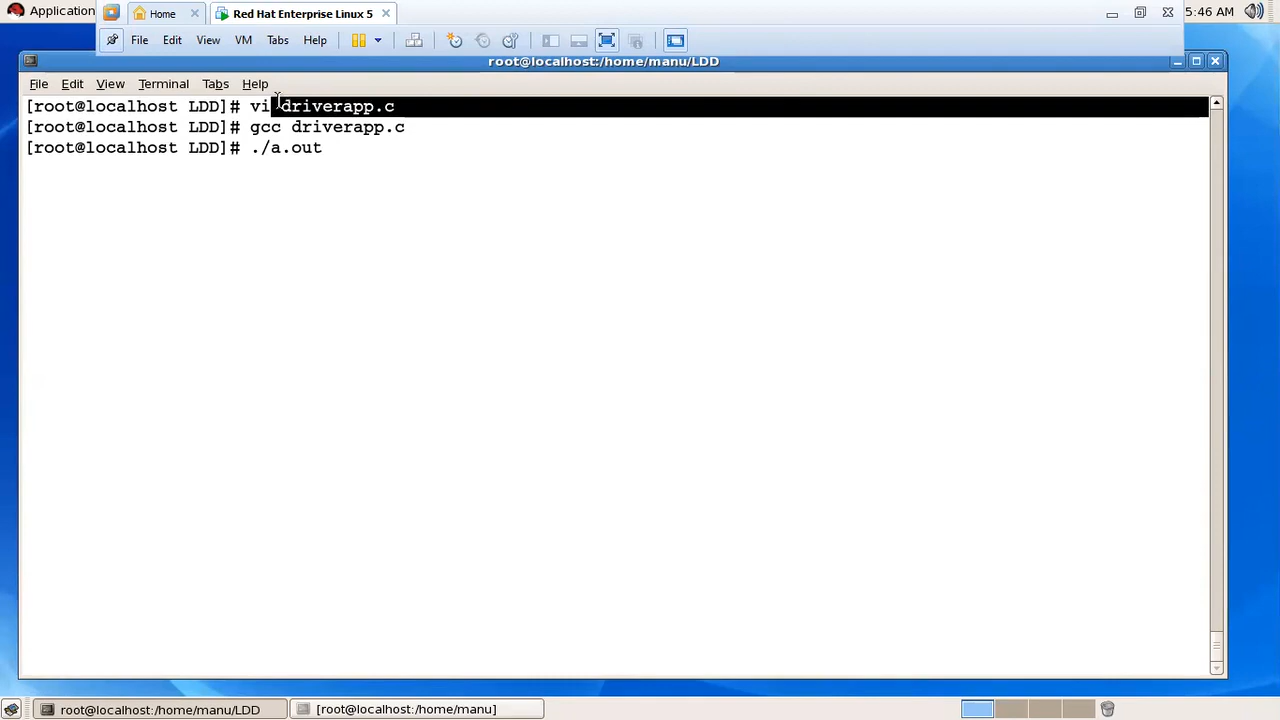 Application
Home
Red Hat Enterprise Linux 5
5:46 AM
File Edit View VM Tabs Help
root@localhost:/home/manu/LDD
File Edit View Terminal Tabs Help
[root@localhost LDD]# vi driverapp.c
[root@localhost LDD]# gcc driverapp.c
[root@localhost LDD]# ./a.out
root@localhost:/home/manu/LDD
[root@localhost:/home/manu]